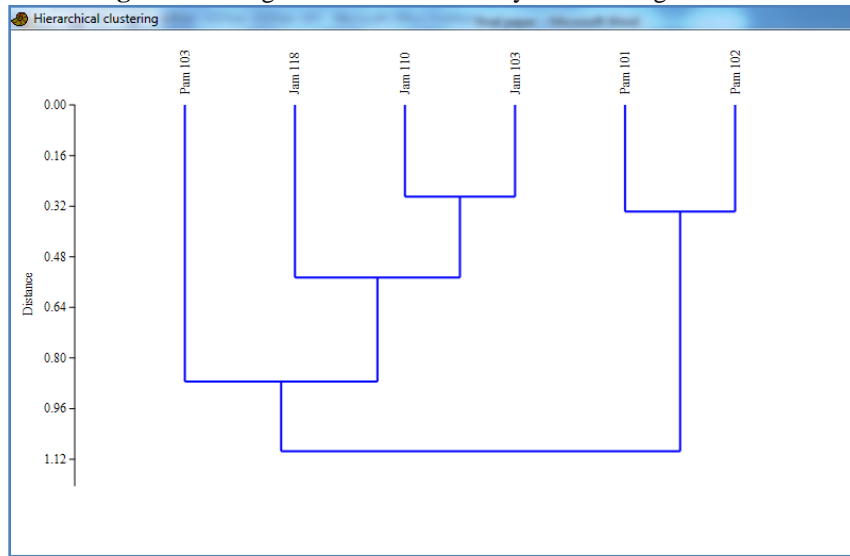 Hierarchical clustering
Pam 103
Jam 118
Jam 110
Jam 103
Pam 101
Pam 102
0.00
0.16
0.32
0.48
0.64
0.80
0.96
1.12
Distance